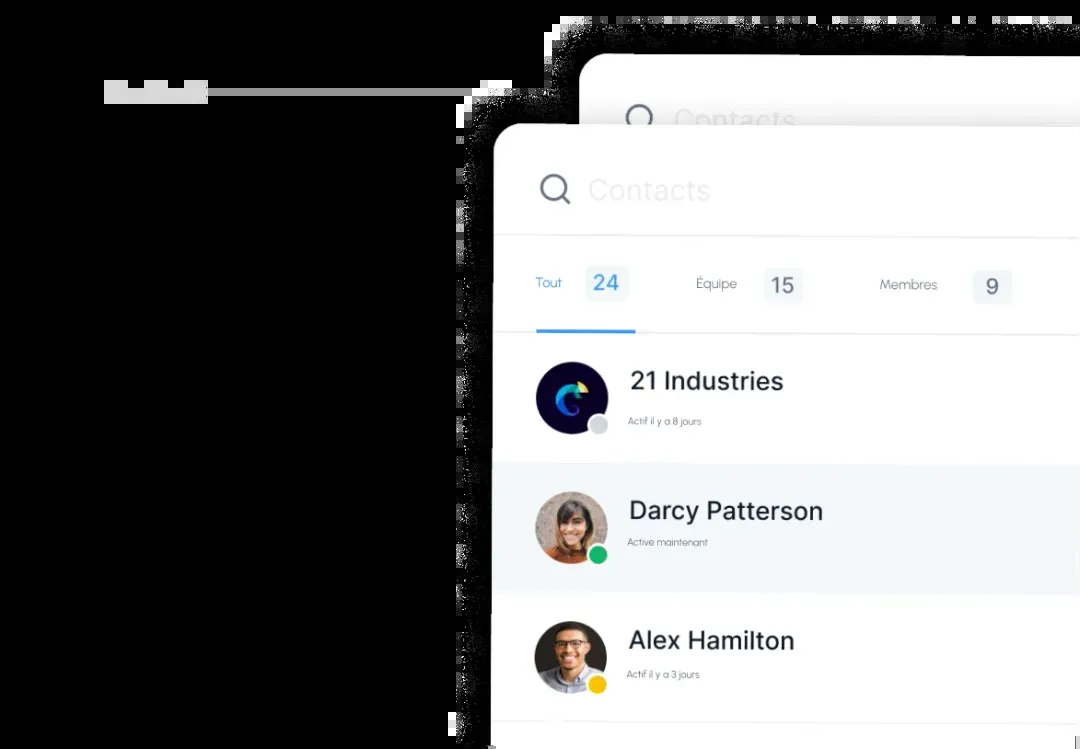 Contacts
Contacts
Tout 24 Équipe 15 Membres 9
21 Industries
Actif il y a 8 jours
Darcy Patterson
Active maintenant
Alex Hamilton
Actif il y a 3 jours